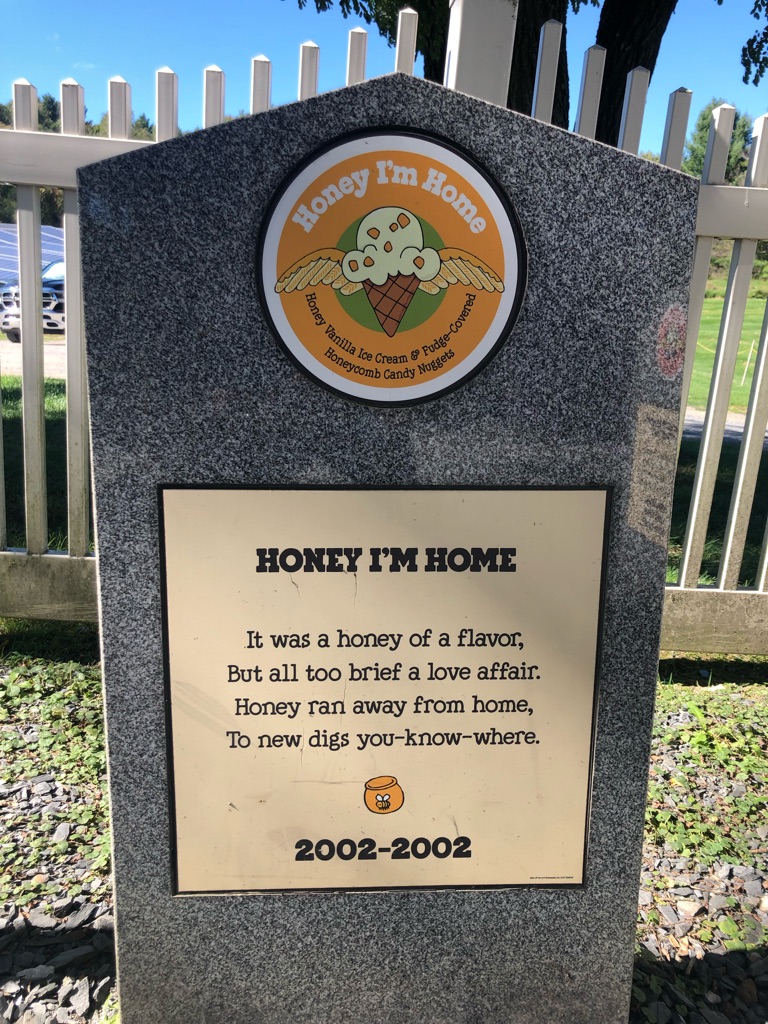 Honey I'm Home
Honey Vanilla Ice Cream & Fudge-Covered
Honeycomb Candy Nuggets
HONEY I'M HOME
It was a honey of a flavor,
But all too brief a love affair.
Honey ran away from home,
To new digs you-know-where.
2002-2002